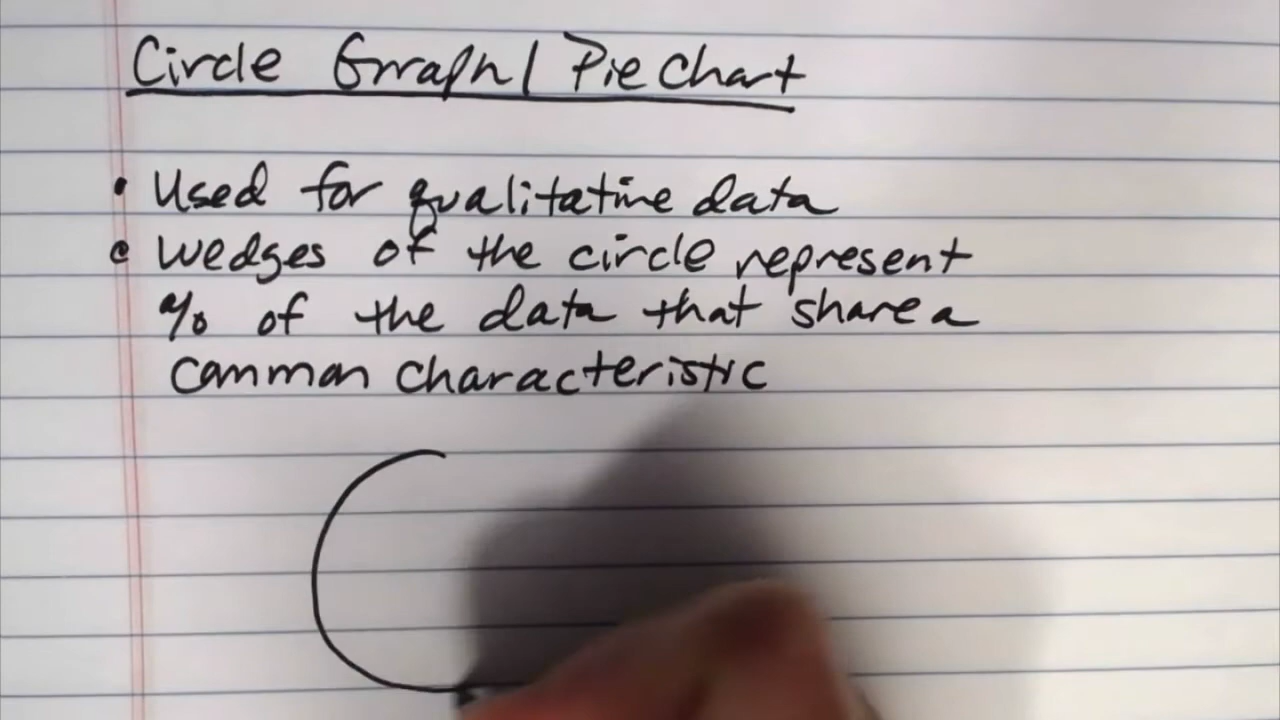 Circle Graph / Pie Chart
• Used for qualitative data
• Wedges of the circle represent
% of the data that share a
common characteristic